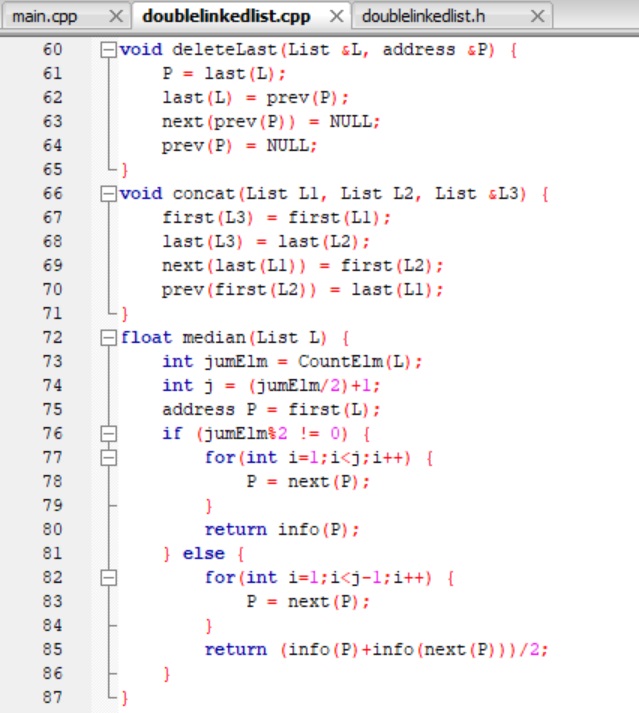 main.cpp doublelinkedlist.cpp doublelinkedlist.h
60 void deleteLast(List &L, address &P) {
61     P = last(L);
62     last(L) = prev(P);
63     next(prev(P)) = NULL;
64     prev(P) = NULL;
65 }
66 void concat(List L1, List L2, List &L3) {
67     first(L3) = first(L1);
68     last(L3) = last(L2);
69     next(last(L1)) = first(L2);
70     prev(first(L2)) = last(L1);
71 }
72 float median(List L) {
73     int jumElm = CountElm(L);
74     int j = (jumElm/2)+1;
75     address P = first(L);
76     if (jumElm%2 != 0) {
77         for(int i=1;i<j;i++) {
78             P = next(P);
79         }
80         return info(P);
81     } else {
82         for(int i=1;i<j-1;i++) {
83             P = next(P);
84         }
85         return (info(P)+info(next(P)))/2;
86     }
87 }